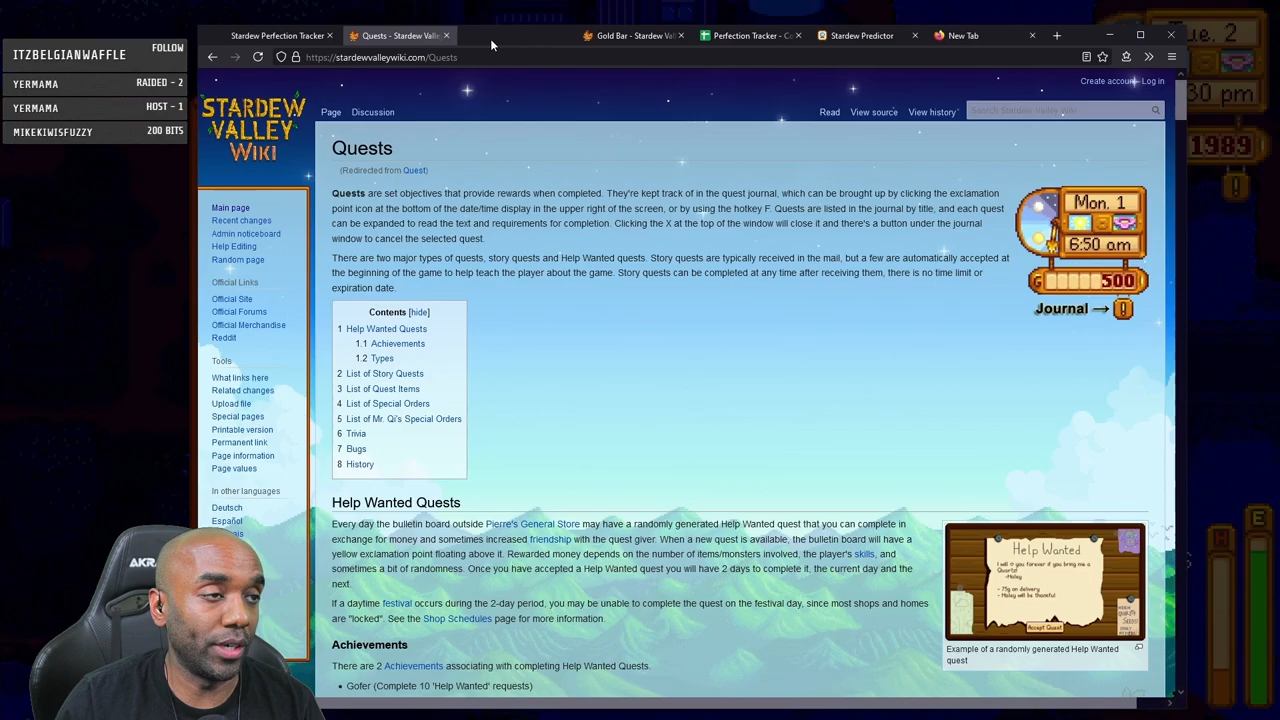 ITZBELGIANWAFFLE FOLLOW
YERMAMA RAIDED - 2
YERMAMA HOST - 1
MIKEKIWISFUZZY 200 BITS
Stardew Perfection Tracker
Quests - Stardew Valle
Gold Bar - Stardew Val
Perfection Tracker - Co
Stardew Predictor
New Tab
https://stardewvalleywiki.com/Quests
Tue. 2
30 pm
1989
Create account Log in
STARDEW
VALLEY
WIKI
Page Discussion Read View source View history Search Stardew Valley Wiki
Main page
Recent changes
Admin noticeboard
Help Editing
Random page
Official Links
Official Site
Official Forums
Official Merchandise
Reddit
Tools
What links here
Related changes
Upload file
Special pages
Printable version
Permanent link
Page information
Page values
In other languages
Deutsch
Español
Quests
(Redirected from Quest)
Quests are set objectives that provide rewards when completed. They're kept track of in the quest journal, which can be brought up by clicking the exclamation
point icon at the bottom of the date/time display in the upper right of the screen, or by using the hotkey F. Quests are listed in the journal by title, and each quest
can be expanded to read the text and requirements for completion. Clicking the X at the top of the window will close it and there's a button under the journal
window to cancel the selected quest.
There are two major types of quests, story quests and Help Wanted quests. Story quests are typically received in the mail, but a few are automatically accepted at
the beginning of the game to help teach the player about the game. Story quests can be completed at any time after receiving them, there is no time limit or
expiration date.
Mon. 1
6:50 am
G 500
Journal →
Contents [hide]
1 Help Wanted Quests
1.1 Achievements
1.2 Types
2 List of Story Quests
3 List of Quest Items
4 List of Special Orders
5 List of Mr. Qi's Special Orders
6 Trivia
7 Bugs
8 History
Help Wanted Quests
Every day the bulletin board outside Pierre's General Store may have a randomly generated Help Wanted quest that you can complete in
exchange for money and sometimes increased friendship with the quest giver. When a new quest is available, the bulletin board will have a
yellow exclamation point floating above it. Rewarded money depends on the number of items/monsters involved, the player's skills, and
sometimes a bit of randomness. Once you have accepted a Help Wanted quest you will have 2 days to complete it, the current day and the
next.
If a daytime festival occurs during the 2-day period, you may be unable to complete the quest on the festival day, since most shops and homes
are "locked". See the Shop Schedules page for more information.
Achievements
There are 2 Achievements associating with completing Help Wanted Quests.
• Gofer (Complete 10 'Help Wanted' requests)
Help Wanted
you forever if you bring me a
Quartz!
-Haley
- 75g on delivery
- Haley will be thankful
Accept Quest
Example of a randomly generated Help Wanted
quest
AKR
E